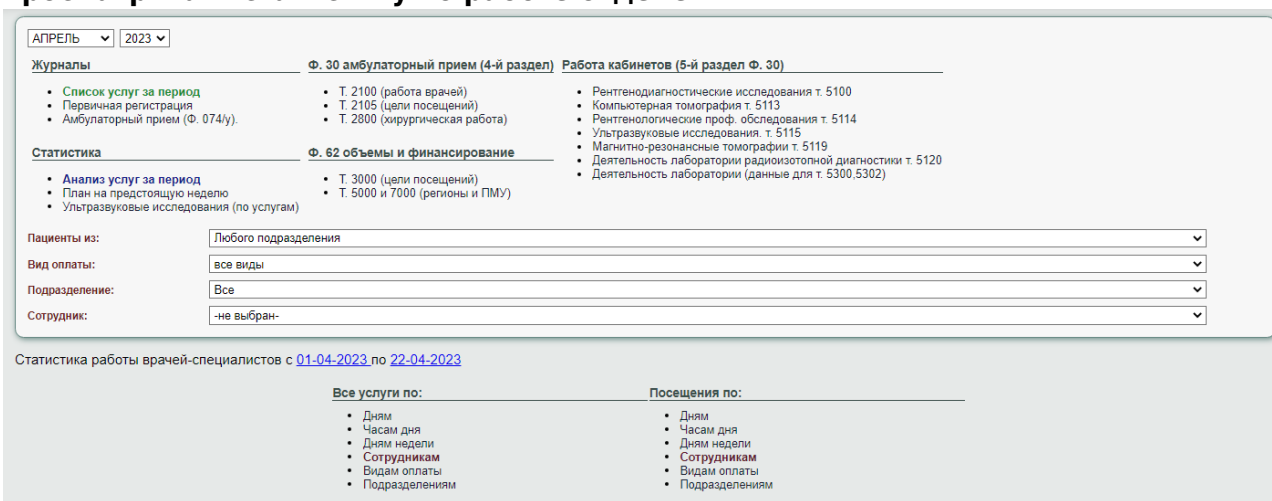 АПРЕЛЬ 2023
Журналы
Список услуг за период
Первичная регистрация
Амбулаторный прием (Ф. 074/у).
Статистика
Анализ услуг за период
План на предстоящую неделю
Ультразвуковые исследования (по услугам)
Ф. 30 амбулаторный прием (4-й раздел)
Т. 2100 (работа врачей)
Т. 2105 (цели посещений)
Т. 2800 (хирургическая работа)
Ф. 62 объемы и финансирование
Т. 3000 (цели посещений)
Т. 5000 и 7000 (регионы и ПМУ)
Работа кабинетов (5-й раздел Ф. 30)
Рентгенодиагностические исследования т. 5100
Компьютерная томография т. 5113
Рентгенологические проф. обследования т. 5114
Ультразвуковые исследования. т. 5115
Магнитно-резонансные томографии т. 5119
Деятельность лаборатории радиоизотопной диагностики т. 5120
Деятельность лаборатории (данные для т. 5300,5302)
Пациенты из: Любого подразделения
Вид оплаты: все виды
Подразделение: Все
Сотрудник: -не выбран-
Статистика работы врачей-специалистов с 01-04-2023 по 22-04-2023
Все услуги по:
Дням
Часам дня
Дням недели
Сотрудникам
Видам оплаты
Подразделениям
Посещения по:
Дням
Часам дня
Дням недели
Сотрудникам
Видам оплаты
Подразделениям